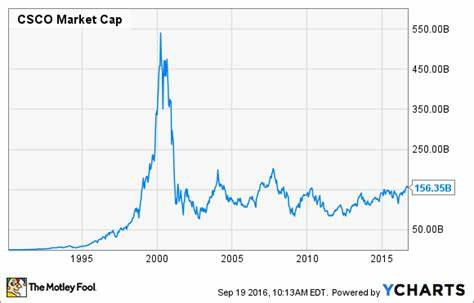 CSCO Market Cap
550.00B
450.00B
350.00B
250.00B
156.35B
50.00B
1995
2000
2005
2010
2015
The Motley Fool.
Sep 19 2016, 10:13AM EDT. Powered by YCHARTS